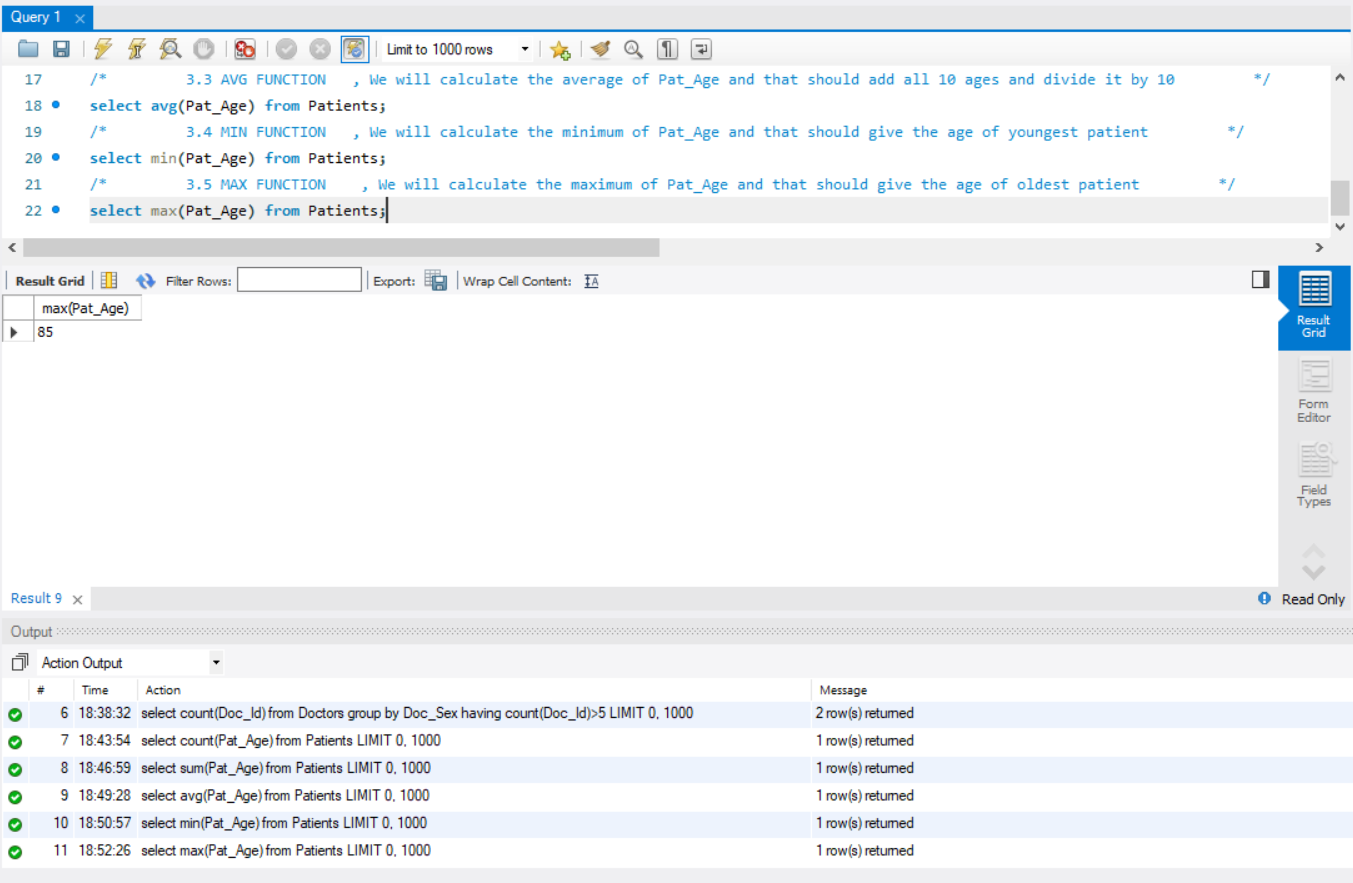 Query 1
Limit to 1000 rows
17 /* 3.3 AVG FUNCTION , We will calculate the average of Pat_Age and that should add all 10 ages and divide it by 10 */
18 select avg(Pat_Age) from Patients;
19 /* 3.4 MIN FUNCTION , We will calculate the minimum of Pat_Age and that should give the age of youngest patient */
20 select min(Pat_Age) from Patients;
21 /* 3.5 MAX FUNCTION , We will calculate the maximum of Pat_Age and that should give the age of oldest patient */
22 select max(Pat_Age) from Patients;
Result Grid Filter Rows: Export: Wrap Cell Content:
max(Pat_Age)
85
Result
Grid
Form
Editor
Field
Types
Result 9 Read Only
Output
Action Output
# Time Action Message
6 18:38:32 select count(Doc_Id) from Doctors group by Doc_Sex having count(Doc_Id)>5 LIMIT 0, 1000 2 row(s) returned
7 18:43:54 select count(Pat_Age) from Patients LIMIT 0, 1000 1 row(s) returned
8 18:46:59 select sum(Pat_Age) from Patients LIMIT 0, 1000 1 row(s) returned
9 18:49:28 select avg(Pat_Age) from Patients LIMIT 0, 1000 1 row(s) returned
10 18:50:57 select min(Pat_Age) from Patients LIMIT 0, 1000 1 row(s) returned
11 18:52:26 select max(Pat_Age) from Patients LIMIT 0, 1000 1 row(s) returned